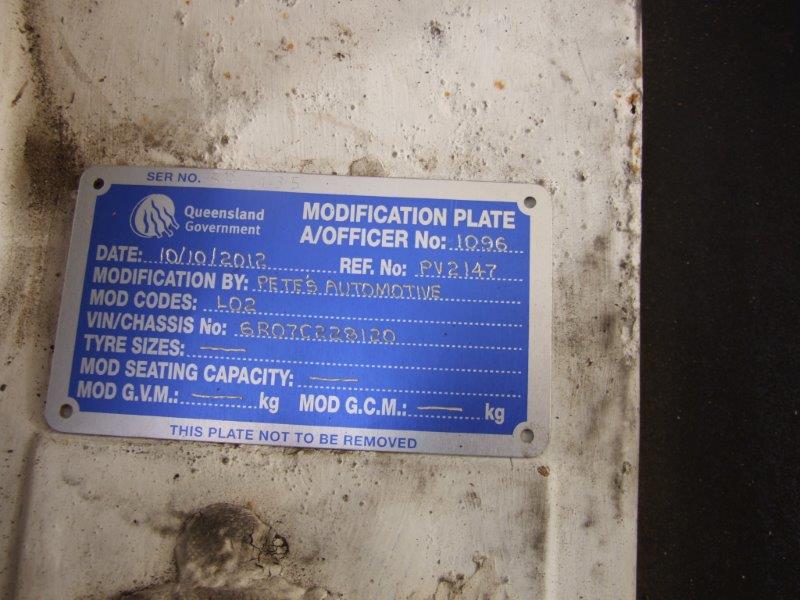 SER NO.
Queensland Government
MODIFICATION PLATE
A/OFFICER No: 1096
DATE: 10/10/2012 REF. No: PV2147
MODIFICATION BY: PETE'S AUTOMOTIVE
MOD CODES: LO2
VIN/CHASSIS No: 6R07C228120
TYRE SIZES: —
MOD SEATING CAPACITY: —
MOD G.V.M.: — kg MOD G.C.M.: — kg
THIS PLATE NOT TO BE REMOVED